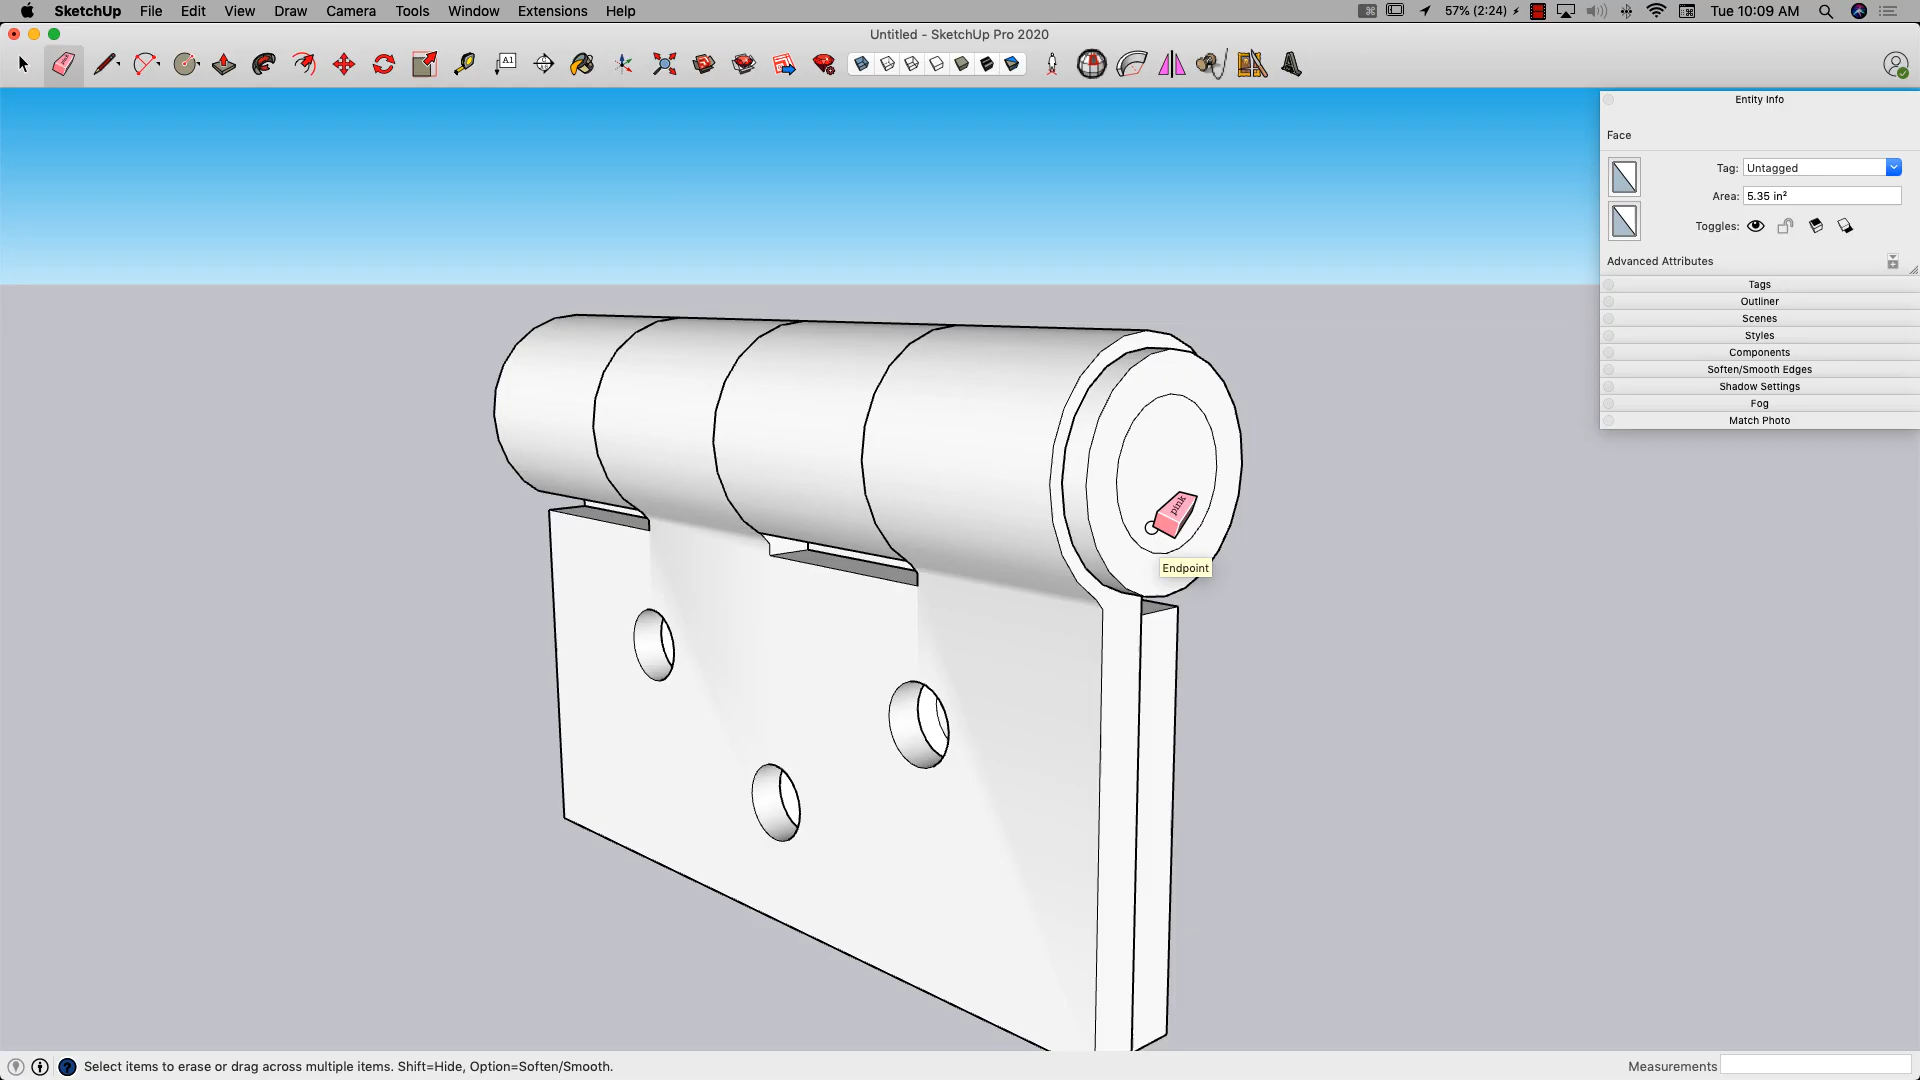 SketchUp File Edit View Draw Camera Tools Window Extensions Help 57% (2:24) Tue 10:09 AM
Untitled - SketchUp Pro 2020
A1
Entity Info
Face
Tag: Untagged
Area: 5.35 in²
Toggles:
Advanced Attributes
Tags
Outliner
Scenes
Styles
Components
Soften/Smooth Edges
Shadow Settings
Fog
Match Photo
pink
Endpoint
Select items to erase or drag across multiple items. Shift=Hide, Option=Soften/Smooth. Measurements